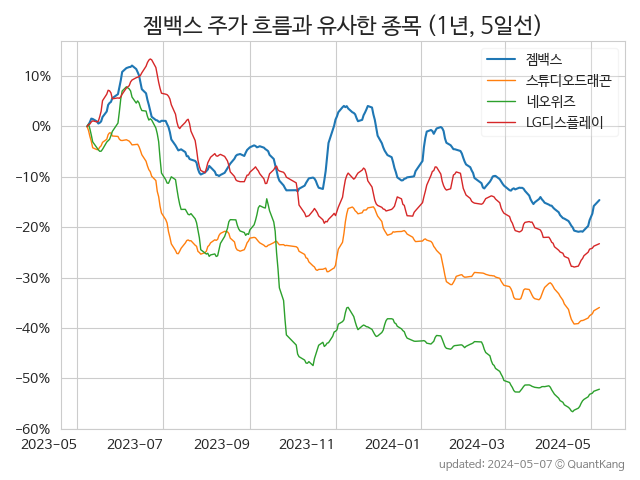 젬백스 주가 흐름과 유사한 종목 (1년, 5일선)
젬백스
스튜디오드래곤
네오위즈
LG디스플레이
10%
0%
−10%
−20%
−30%
−40%
−50%
−60%
2023-05
2023-07
2023-09
2023-11
2024-01
2024-03
2024-05
updated: 2024-05-07 © QuantKang